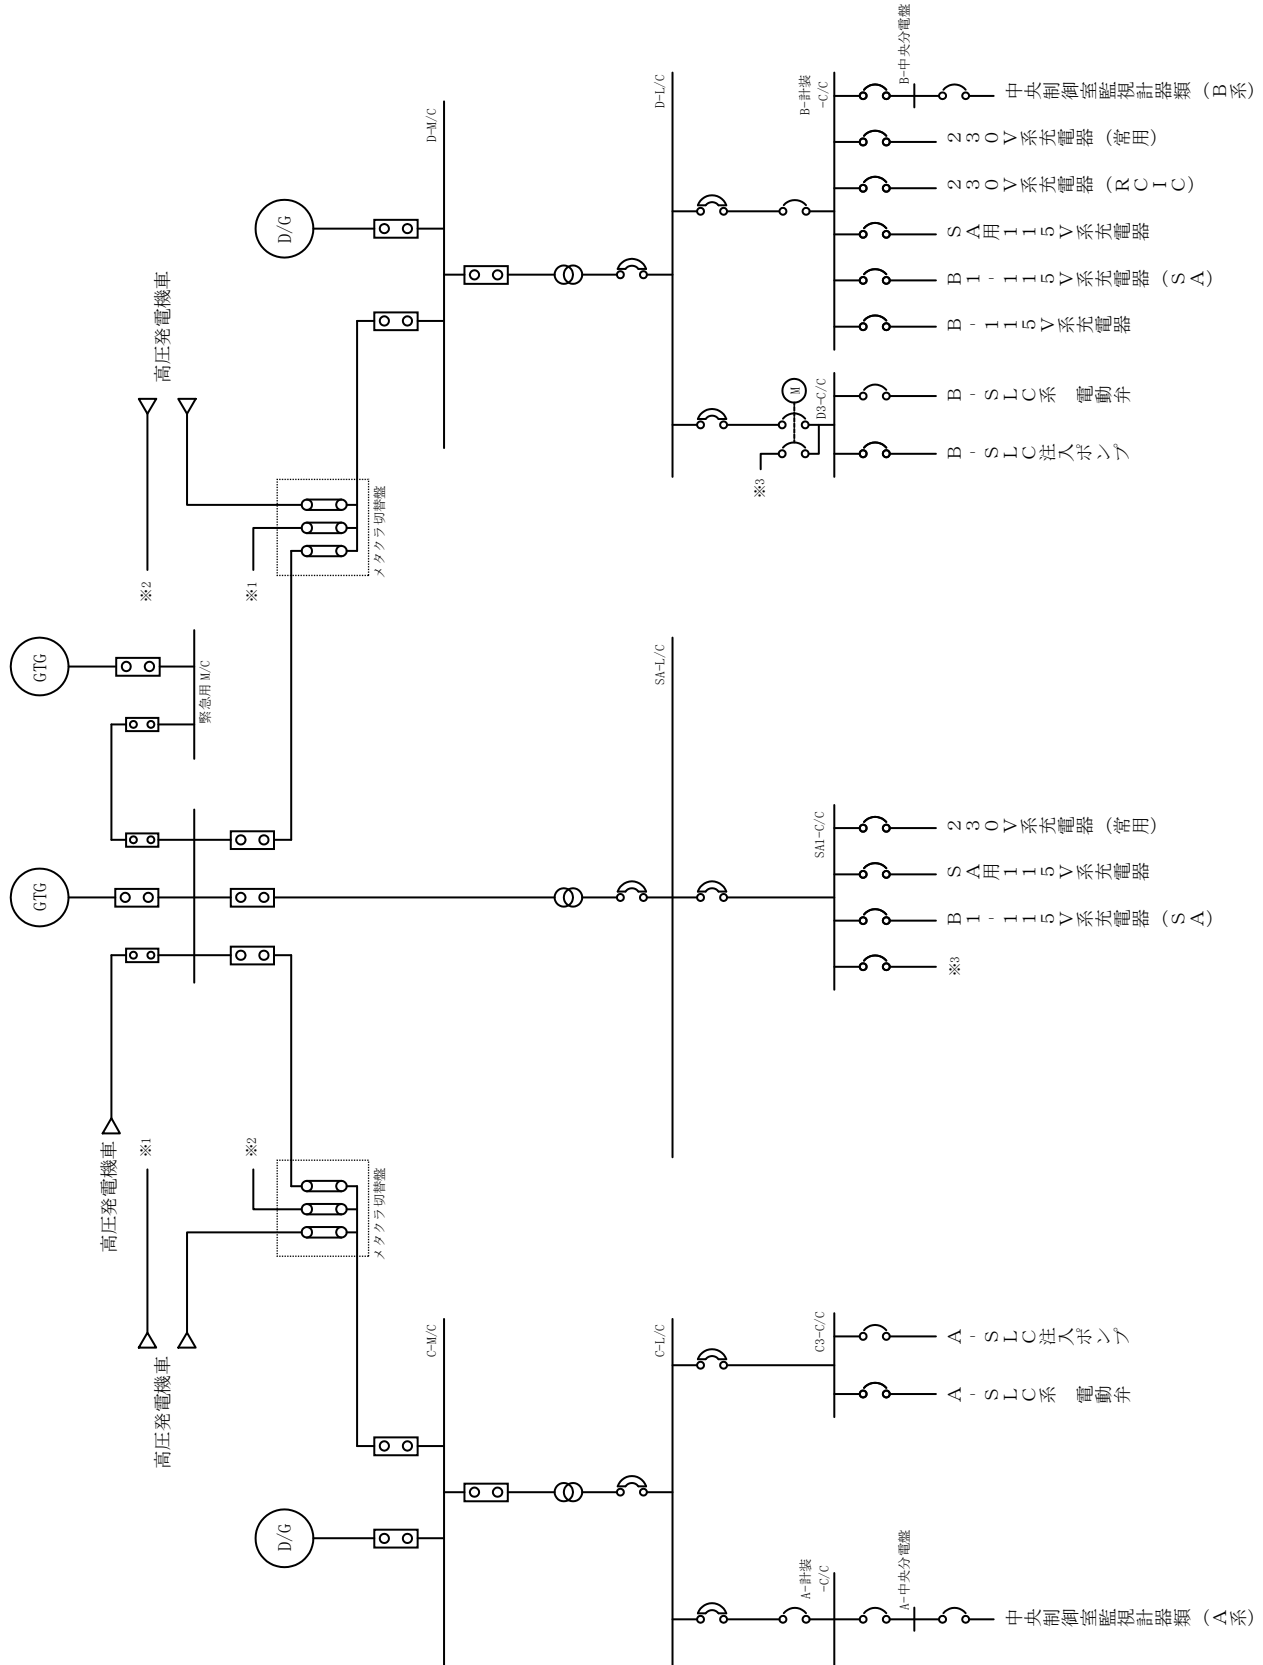 D/G
高圧発電機車
D-M/C
メタクラ切替盤
※2
※1
D-L/C
※3
M
D3-C/C
B-計装
-C/C
B-中央分電盤
中央制御室監視計器類（B系）
230V系充電器（常用）
230V系充電器（RCIC）
SA用115V系充電器
B1-115V系充電器（SA）
B-115V系充電器
B-SLC系 電動弁
B-SLC注入ポンプ
GTG
緊急用 M/C
GTG
高圧発電機車
SA-L/C
SA1-C/C
230V系充電器（常用）
SA用115V系充電器
B1-115V系充電器（SA）
※3
※1
※2
メタクラ切替盤
高圧発電機車
D/G
C-M/C
C-L/C
C3-C/C
A-SLC注入ポンプ
A-SLC系 電動弁
A-計装
-C/C
A-中央分電盤
中央制御室監視計器類（A系）